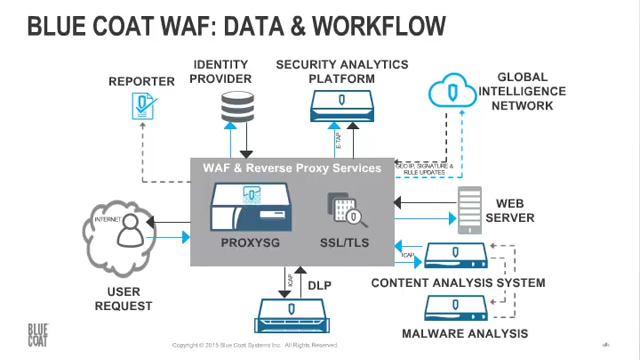 BLUE COAT WAF: DATA & WORKFLOW
REPORTER
IDENTITY
PROVIDER
SECURITY ANALYTICS
PLATFORM
GLOBAL
INTELLIGENCE
NETWORK
E-TAP
WAF & Reverse Proxy Services
GEO IP, SIGNATURE &
RULE UPDATES
INTERNET
PROXYSG
SSL/TLS
WEB
SERVER
ICAP
USER
REQUEST
ICAP
DLP
CONTENT ANALYSIS SYSTEM
MALWARE ANALYSIS
BLUE
COAT
Copyright © 2015 Blue Coat Systems Inc. All Rights Reserved.